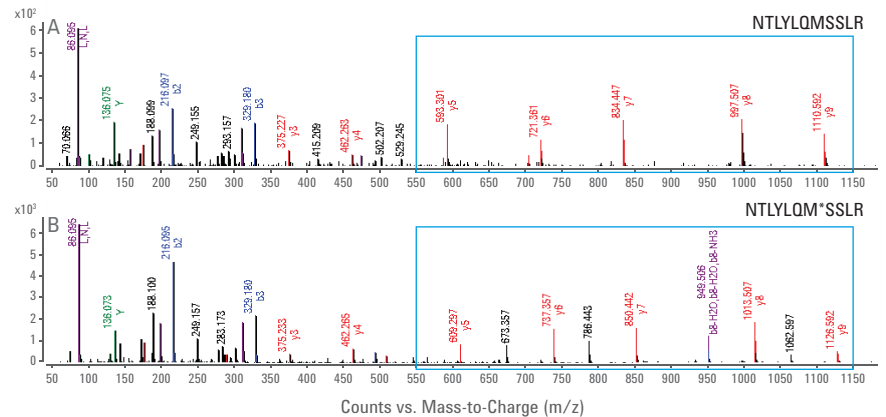 x10²
A
NTLYLQMSSLR
6
5
4
3
2
1
0
70.066
86.095
L,N,L
136.075
Y
188.099
216.097
b2
249.155
293.157
329.180
b3
375.227
y3
415.209
462.263
y4
502.207
529.245
593.301
y5
721.361
y6
834.447
y7
997.507
y8
1110.592
y9
50 100 150 200 250 300 350 400 450 500 550 600 650 700 750 800 850 900 950 1000 1050 1100 1150
x10³
B
NTLYLQM*SSLR
6
5
4
3
2
1
0
86.095
L,N,L
136.073
Y
188.100
216.095
b2
249.157
283.173
329.180
b3
375.233
y3
462.265
y4
609.297
y5
673.357
737.357
y6
786.443
850.442
y7
949.506
b8-H2O,b8-H2O,b8-NH3
1013.507
y8
1062.597
1126.592
y9
50 100 150 200 250 300 350 400 450 500 550 600 650 700 750 800 850 900 950 1000 1050 1100 1150
Counts vs. Mass-to-Charge (m/z)